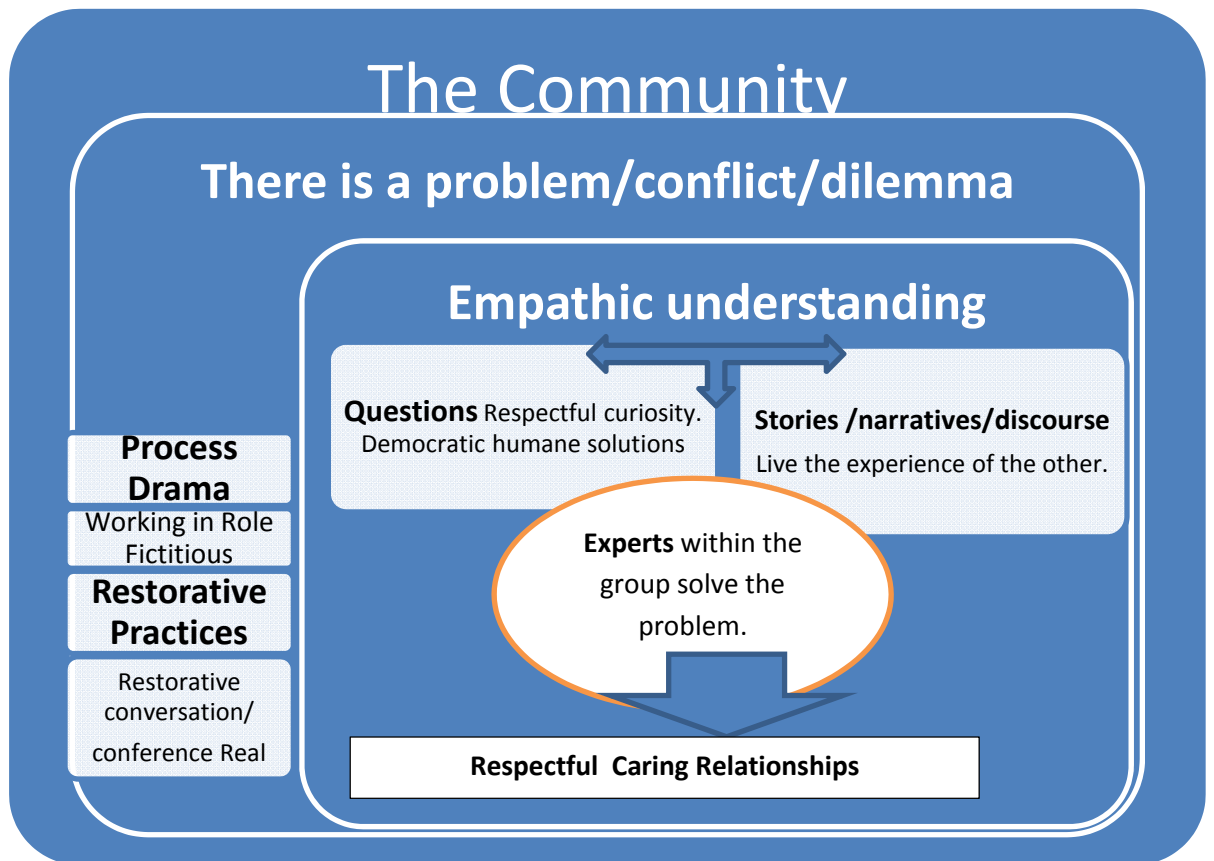 The Community
There is a problem/conflict/dilemma
Empathic understanding
Questions Respectful curiosity.
Democratic humane solutions
Stories /narratives/discourse
Live the experience of the other.
Process
Drama
Working in Role
Fictitious
Restorative
Practices
Restorative
conversation/
conference Real
Experts within the
group solve the
problem.
Respectful  Caring Relationships